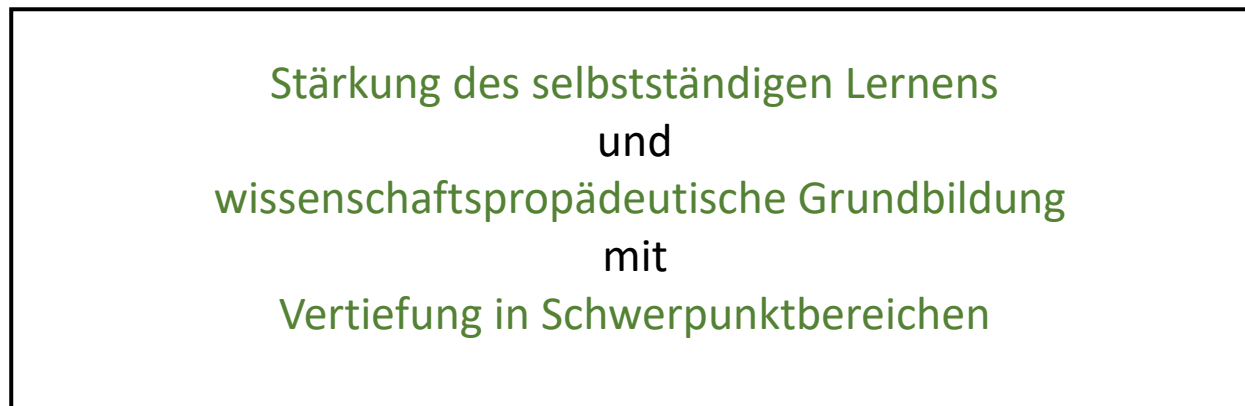 Stärkung des selbstständigen Lernens
und
wissenschaftspropädeutische Grundbildung
mit
Vertiefung in Schwerpunktbereichen